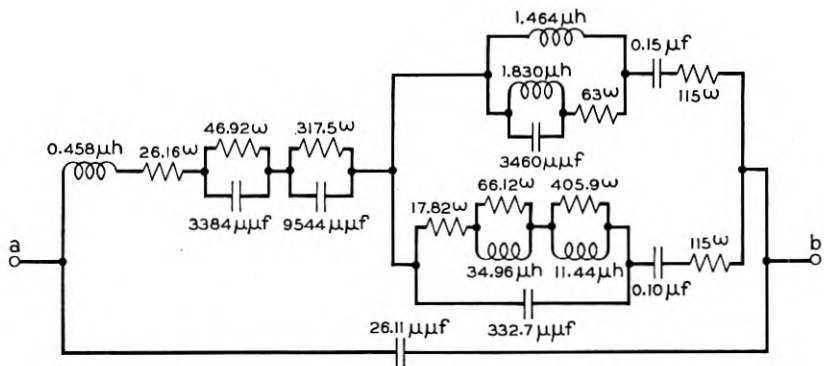 1.464μh
0.15μf
1.830μh
63ω
115ω
3460μμf
46.92ω
317.5ω
0.458μh
26.16ω
3384μμf
9544μμf
66.12ω
405.9ω
17.82ω
34.96μh
11.44μh
115ω
0.10μf
332.7μμf
a
b
26.11μμf